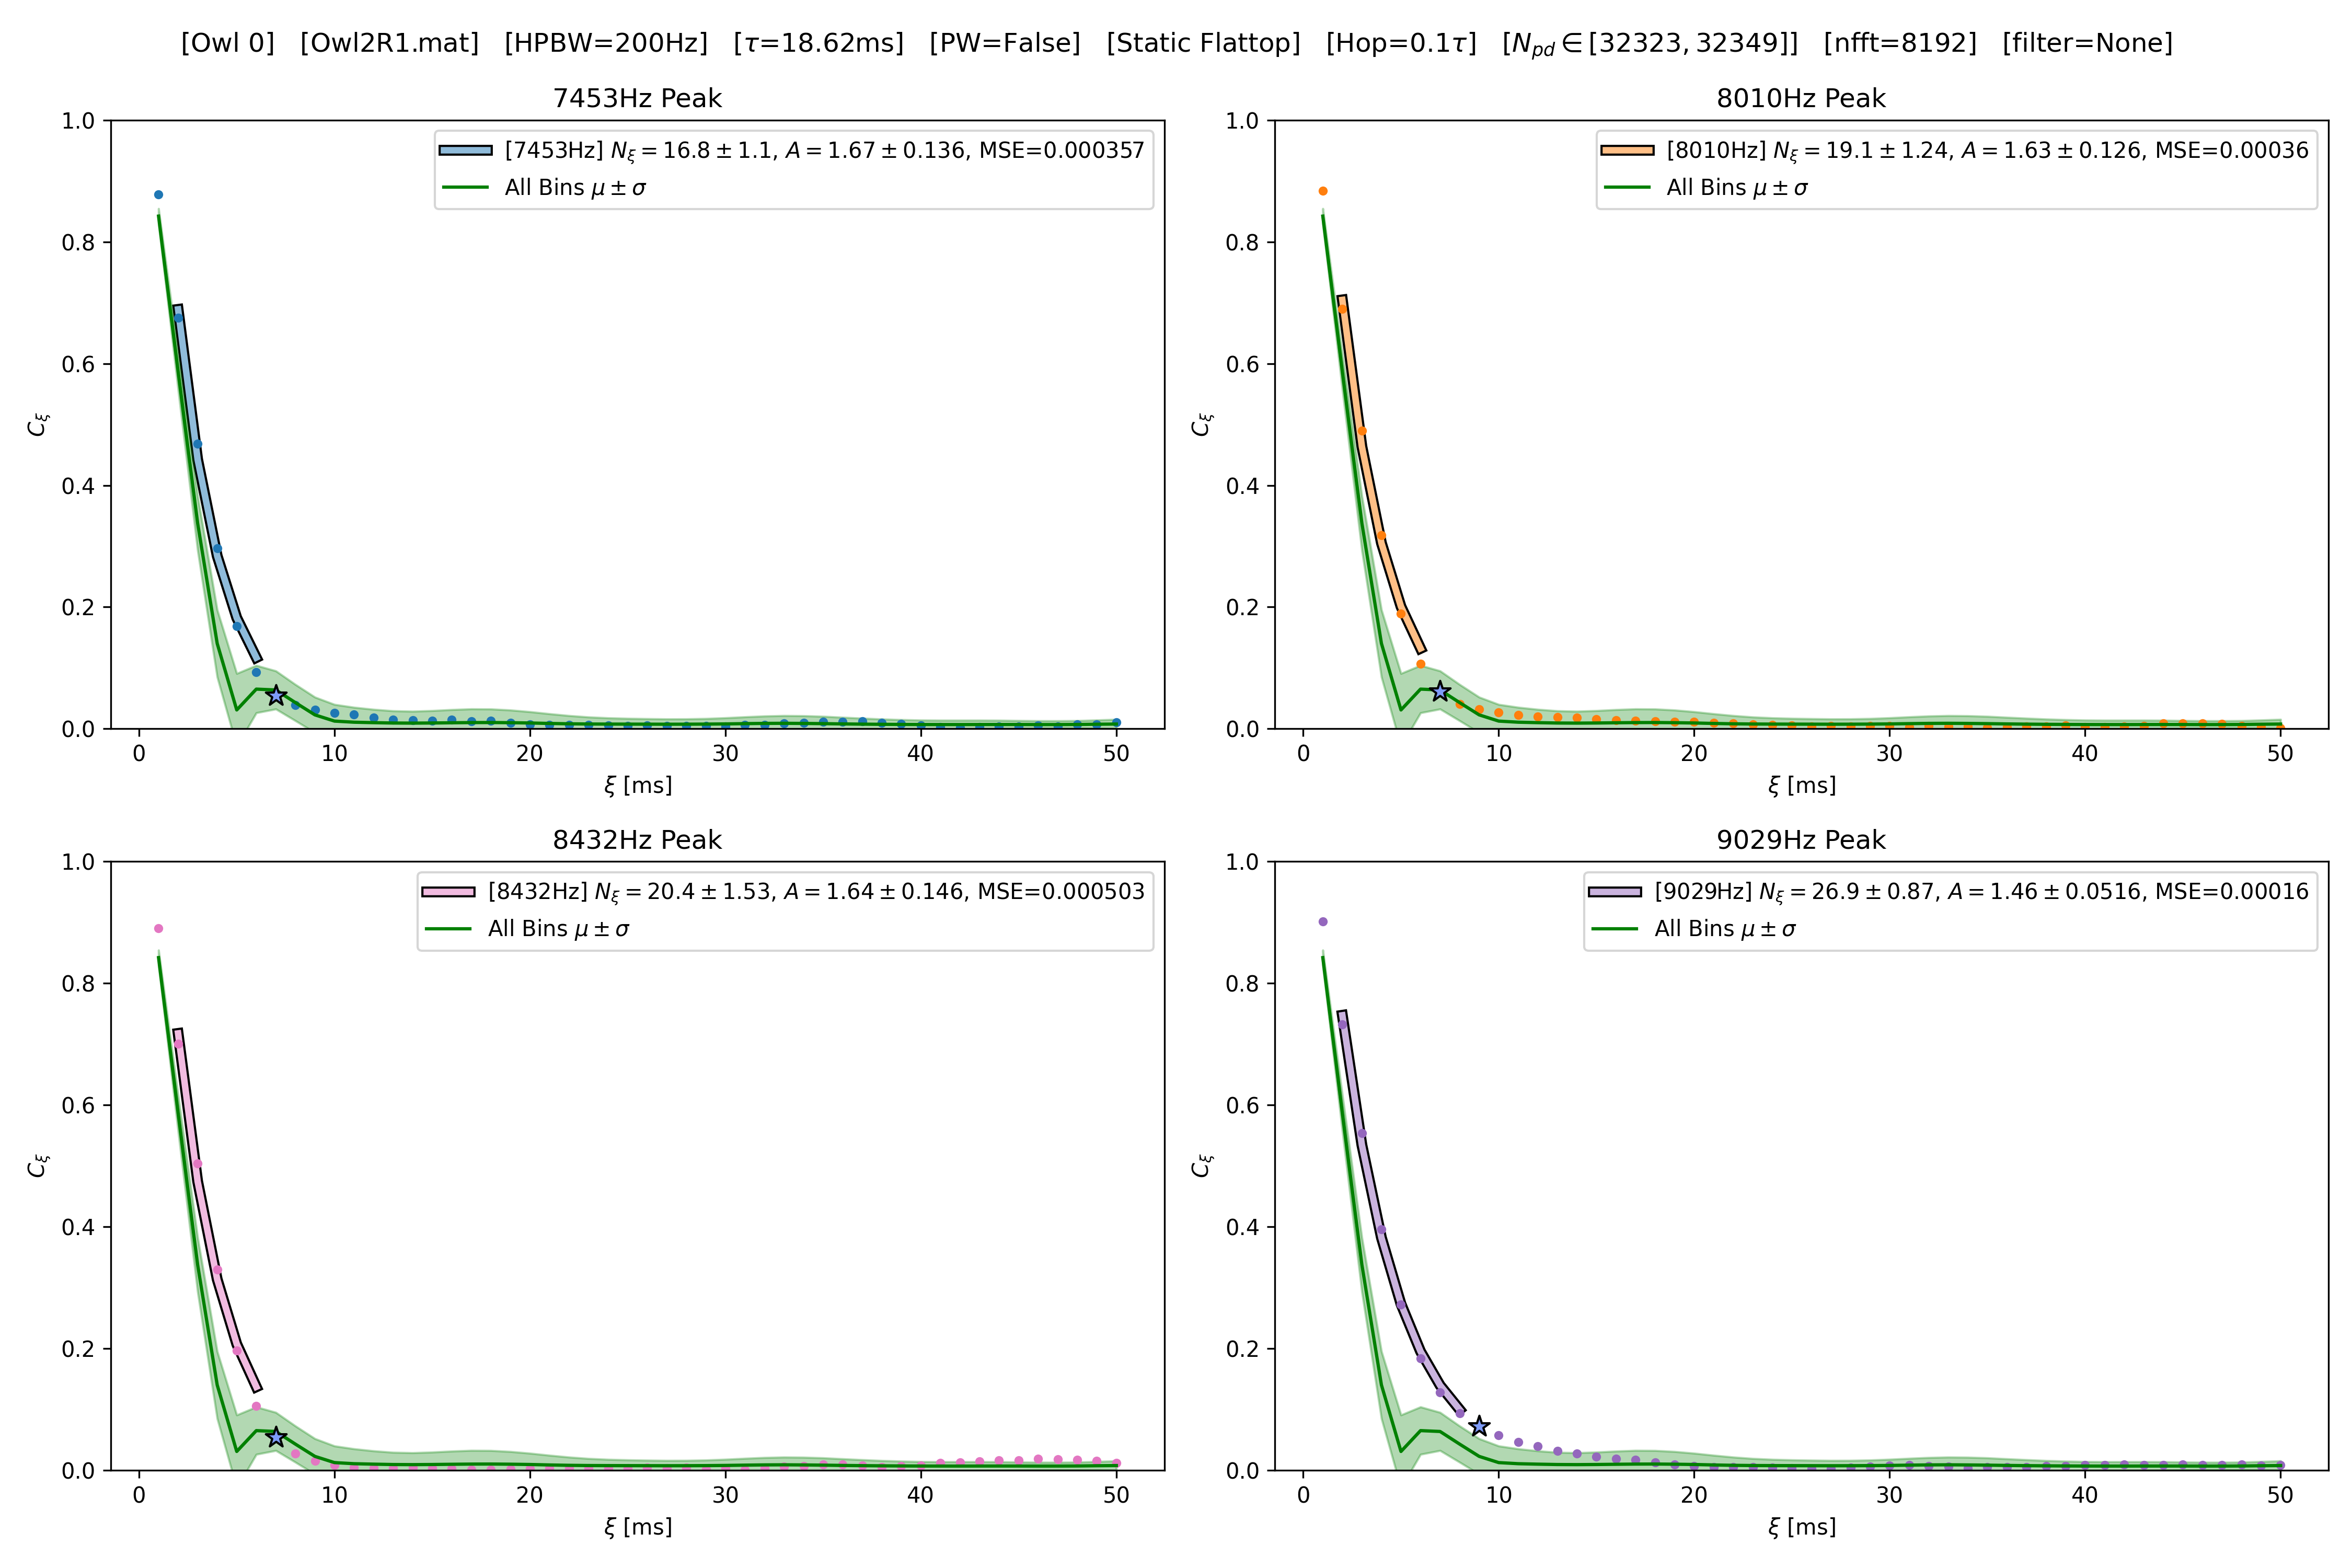 [Owl 0] [Owl2R1.mat] [HPBW=200Hz] [τ=18.62ms] [PW=False] [Static Flattop] [Hop=0.1τ] [N_pd ∈ [32323, 32349]] [nfft=8192] [filter=None]
7453Hz Peak
[7453Hz] N_ξ = 16.8 ± 1.1, A = 1.67 ± 0.136, MSE=0.000357
All Bins μ ± σ
1.0
0.8
0.6
0.4
0.2
0.0
C_ξ
0 10 20 30 40 50
ξ [ms]
8010Hz Peak
[8010Hz] N_ξ = 19.1 ± 1.24, A = 1.63 ± 0.126, MSE=0.00036
All Bins μ ± σ
1.0
0.8
0.6
0.4
0.2
0.0
C_ξ
0 10 20 30 40 50
ξ [ms]
8432Hz Peak
[8432Hz] N_ξ = 20.4 ± 1.53, A = 1.64 ± 0.146, MSE=0.000503
All Bins μ ± σ
1.0
0.8
0.6
0.4
0.2
0.0
C_ξ
0 10 20 30 40 50
ξ [ms]
9029Hz Peak
[9029Hz] N_ξ = 26.9 ± 0.87, A = 1.46 ± 0.0516, MSE=0.00016
All Bins μ ± σ
1.0
0.8
0.6
0.4
0.2
0.0
C_ξ
0 10 20 30 40 50
ξ [ms]